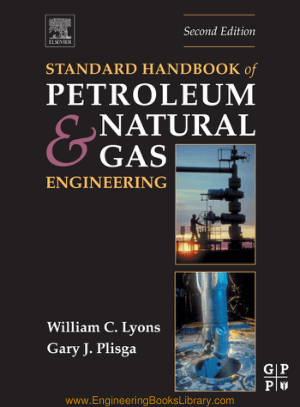 ELSEVIER
Second Edition
STANDARD HANDBOOK of
PETROLEUM
& NATURAL
GAS
ENGINEERING
William C. Lyons
Gary J. Plisga
G P
P P
www.EngineeringBooksLibrary.com